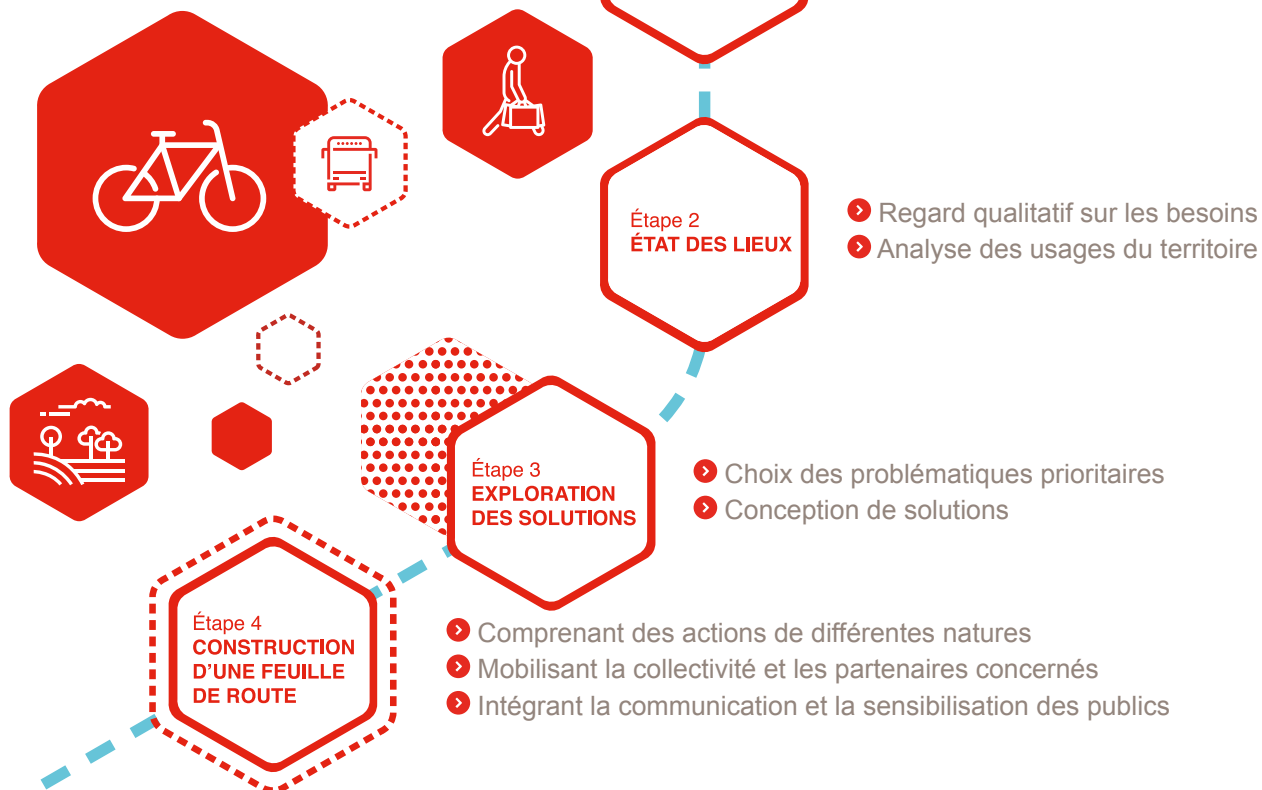 Étape 2
ÉTAT DES LIEUX
Regard qualitatif sur les besoins
Analyse des usages du territoire
Étape 3
EXPLORATION
DES SOLUTIONS
Choix des problématiques prioritaires
Conception de solutions
Étape 4
CONSTRUCTION
D'UNE FEUILLE
DE ROUTE
Comprenant des actions de différentes natures
Mobilisant la collectivité et les partenaires concernés
Intégrant la communication et la sensibilisation des publics